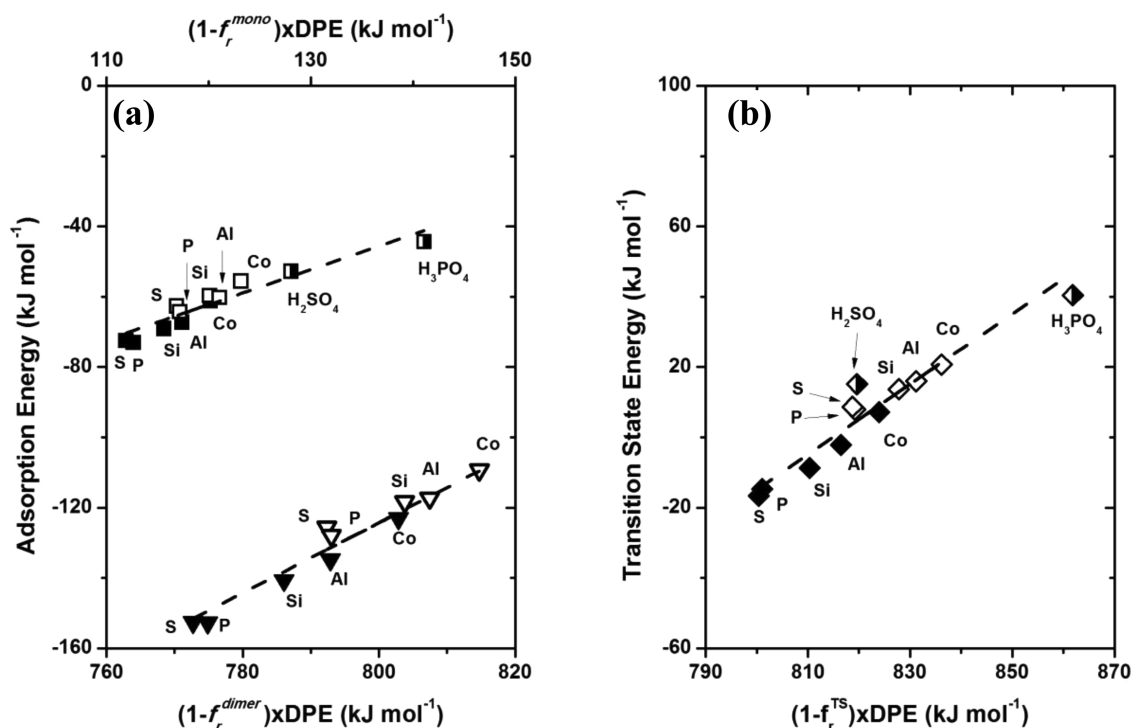 (1-f_r^mono)xDPE (kJ mol⁻¹)
110 130 150
(a)
0
-40
-80
-120
-160
Adsorption Energy (kJ mol⁻¹)
P Al
S Si Co
H₂SO₄
H₃PO₄
S P Si Al Co
Co
Al
Si
S P
Co
Al
Si
S P
760 780 800 820
(1-f_r^dimer)xDPE (kJ mol⁻¹)
(b)
100
60
20
-20
-60
Transition State Energy (kJ mol⁻¹)
H₂SO₄
H₃PO₄
Co
Al
Si
S
P
Co
Al
Si
P
S
790 810 830 850 870
(1-f_r^TS)xDPE (kJ mol⁻¹)